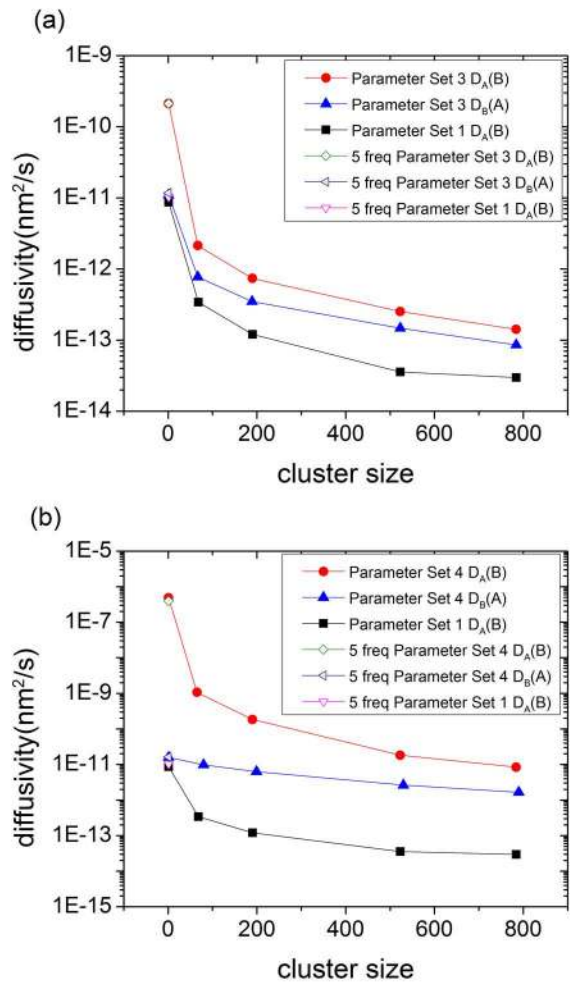 (a)
1E-9
1E-10
1E-11
1E-12
1E-13
1E-14
diffusivity(nm²/s)
Parameter Set 3 D_A(B)
Parameter Set 3 D_B(A)
Parameter Set 1 D_A(B)
5 freq Parameter Set 3 D_A(B)
5 freq Parameter Set 3 D_B(A)
5 freq Parameter Set 1 D_A(B)
0 200 400 600 800
cluster size
(b)
1E-5
1E-7
1E-9
1E-11
1E-13
1E-15
diffusivity(nm²/s)
Parameter Set 4 D_A(B)
Parameter Set 4 D_B(A)
Parameter Set 1 D_A(B)
5 freq Parameter Set 4 D_A(B)
5 freq Parameter Set 4 D_B(A)
5 freq Parameter Set 1 D_A(B)
0 200 400 600 800
cluster size